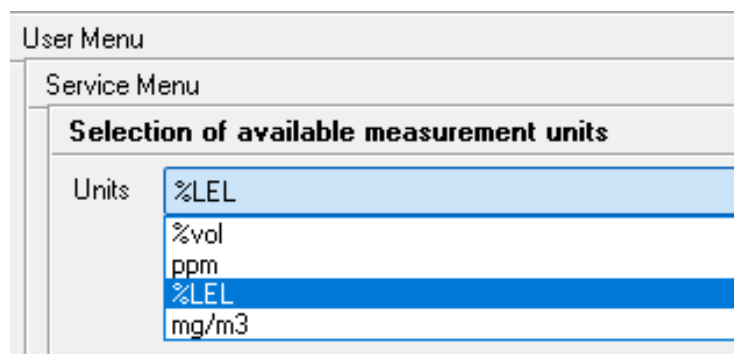 User Menu
Service Menu
Selection of available measurement units
Units %LEL
%vol
ppm
%LEL
mg/m3